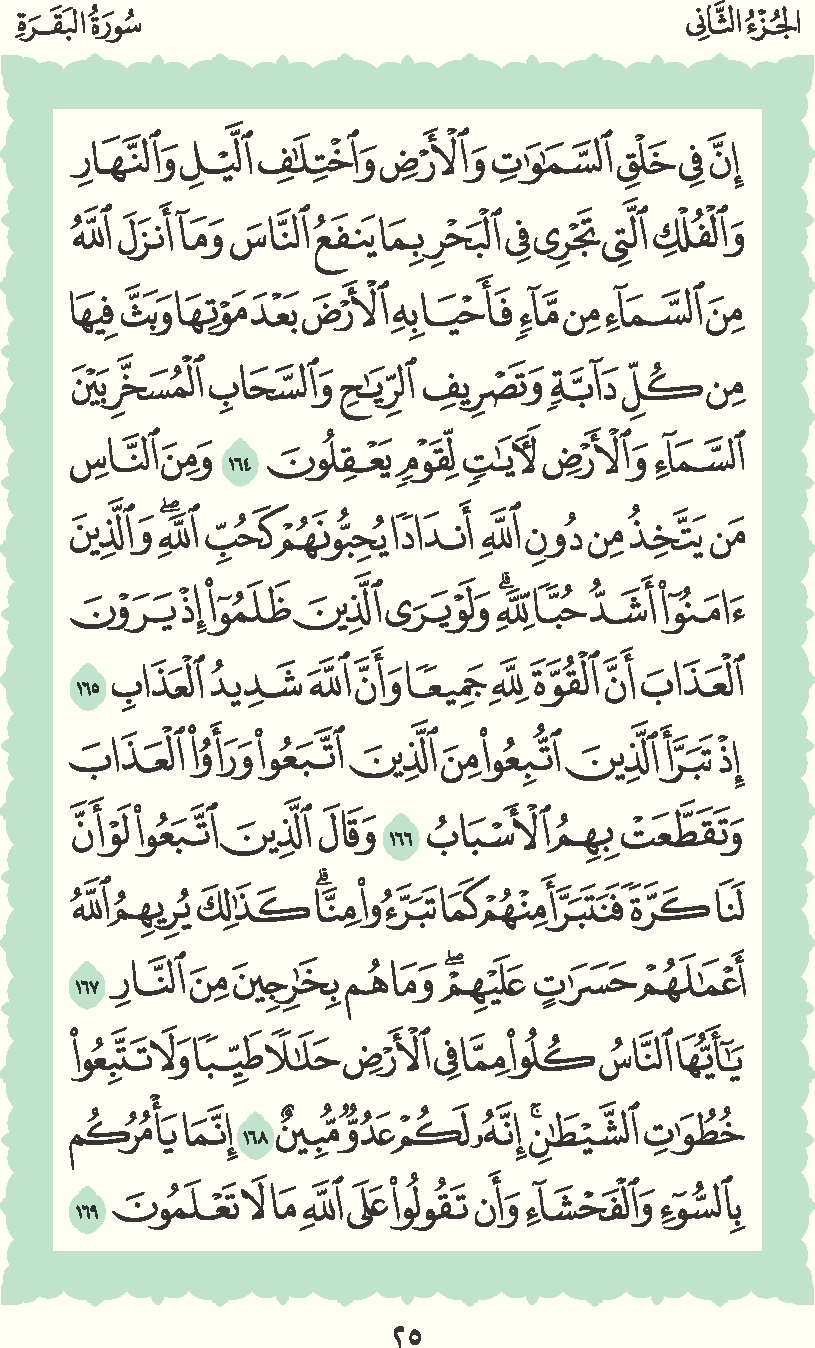 الجُزْءُ الثَّانِى سُورَةُ البَقَرَةِ
إِنَّ فِى خَلْقِ ٱلسَّمَـٰوَٰتِ وَٱلْأَرْضِ وَٱخْتِلَـٰفِ ٱلَّيْلِ وَٱلنَّهَارِ
وَٱلْفُلْكِ ٱلَّتِى تَجْرِى فِى ٱلْبَحْرِ بِمَا يَنفَعُ ٱلنَّاسَ وَمَآ أَنزَلَ ٱللَّهُ
مِنَ ٱلسَّمَآءِ مِن مَّآءٍ فَأَحْيَا بِهِ ٱلْأَرْضَ بَعْدَ مَوْتِهَا وَبَثَّ فِيهَا
مِن كُلِّ دَآبَّةٍ وَتَصْرِيفِ ٱلرِّيَـٰحِ وَٱلسَّحَابِ ٱلْمُسَخَّرِ بَيْنَ
ٱلسَّمَآءِ وَٱلْأَرْضِ لَـَٔايَـٰتٍ لِّقَوْمٍ يَعْقِلُونَ ١٦٤ وَمِنَ ٱلنَّاسِ
مَن يَتَّخِذُ مِن دُونِ ٱللَّهِ أَندَادًا يُحِبُّونَهُمْ كَحُبِّ ٱللَّهِۖ وَٱلَّذِينَ
ءَامَنُوٓا۟ أَشَدُّ حُبًّا لِّلَّهِۗ وَلَوْ يَرَى ٱلَّذِينَ ظَلَمُوٓا۟ إِذْ يَرَوْنَ
ٱلْعَذَابَ أَنَّ ٱلْقُوَّةَ لِلَّهِ جَمِيعًا وَأَنَّ ٱللَّهَ شَدِيدُ ٱلْعَذَابِ ١٦٥
إِذْ تَبَرَّأَ ٱلَّذِينَ ٱتُّبِعُوا۟ مِنَ ٱلَّذِينَ ٱتَّبَعُوا۟ وَرَأَوُا۟ ٱلْعَذَابَ
وَتَقَطَّعَتْ بِهِمُ ٱلْأَسْبَابُ ١٦٦ وَقَالَ ٱلَّذِينَ ٱتَّبَعُوا۟ لَوْ أَنَّ
لَنَا كَرَّةً فَنَتَبَرَّأَ مِنْهُمْ كَمَا تَبَرَّءُوا۟ مِنَّاۗ كَذَٰلِكَ يُرِيهِمُ ٱللَّهُ
أَعْمَـٰلَهُمْ حَسَرَٰتٍ عَلَيْهِمْۖ وَمَا هُم بِخَـٰرِجِينَ مِنَ ٱلنَّارِ ١٦٧
يَـٰٓأَيُّهَا ٱلنَّاسُ كُلُوا۟ مِمَّا فِى ٱلْأَرْضِ حَلَـٰلًا طَيِّبًا وَلَا تَتَّبِعُوا۟
خُطُوَٰتِ ٱلشَّيْطَـٰنِۚ إِنَّهُۥ لَكُمْ عَدُوٌّ مُّبِينٌ ١٦٨ إِنَّمَا يَأْمُرُكُم
بِٱلسُّوٓءِ وَٱلْفَحْشَآءِ وَأَن تَقُولُوا۟ عَلَى ٱللَّهِ مَا لَا تَعْلَمُونَ ١٦٩
٢٥